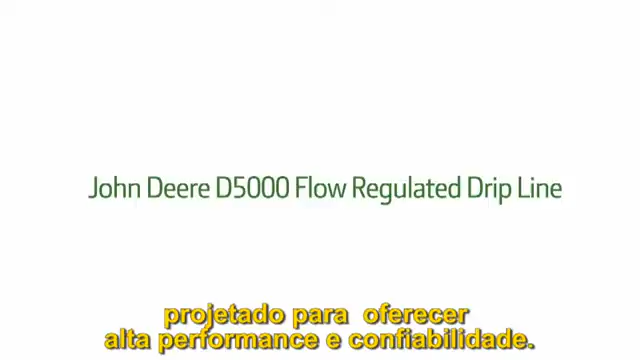 John Deere D5000 Flow Regulated Drip Line
projetado para oferecer
alta performance e confiabilidade.